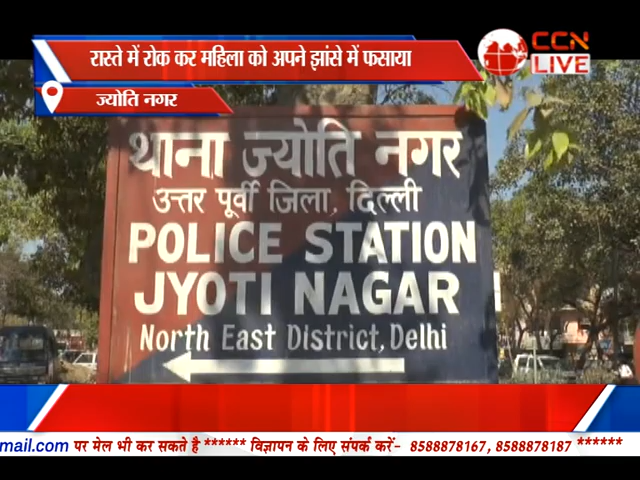 रास्ते में रोक कर महिला को अपने झांसे में फसाया
CCN
LIVE
ज्योति नगर
थाना ज्योति नगर
उत्तर पूर्वी जिला, दिल्ली
POLICE STATION
JYOTI NAGAR
North East District, Delhi
mail.com पर मेल भी कर सकते है ****** विज्ञापन के लिए संपर्क करें- 8588878167, 8588878187 ******